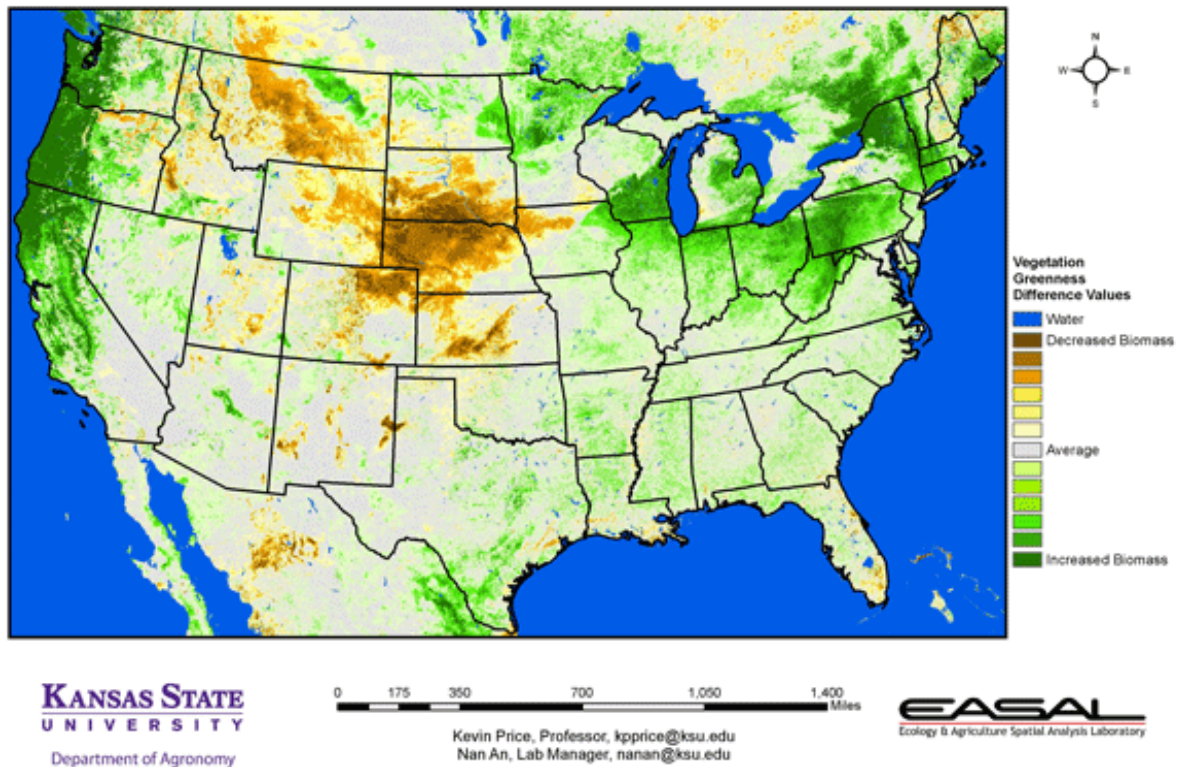 N
W E
S
Vegetation
Greenness
Difference Values
Water
Decreased Biomass
Average
Increased Biomass
KANSAS STATE
UNIVERSITY
Department of Agronomy
0 175 350 700 1,050 1,400
Miles
Kevin Price, Professor, kpprice@ksu.edu
Nan An, Lab Manager, nanan@ksu.edu
EASAL
Ecology & Agriculture Spatial Analysis Laboratory